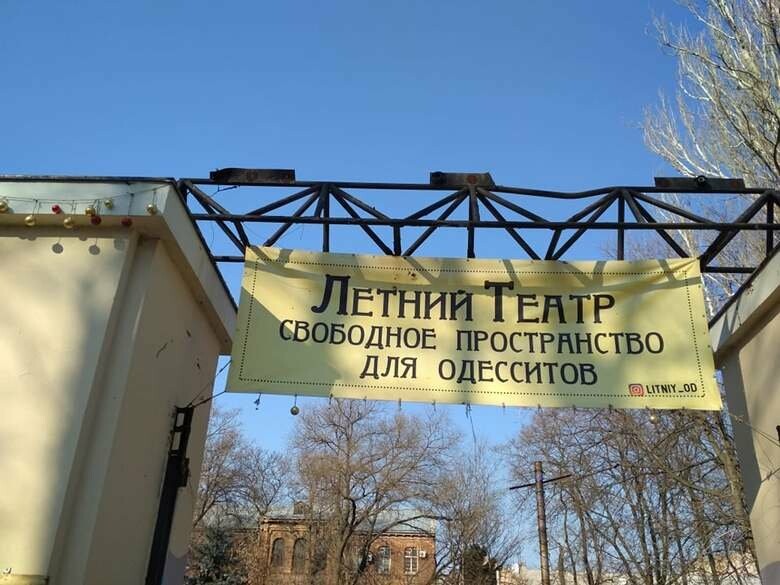 Летний Театр
свободное пространство
для одесситов
LITNIY_OD